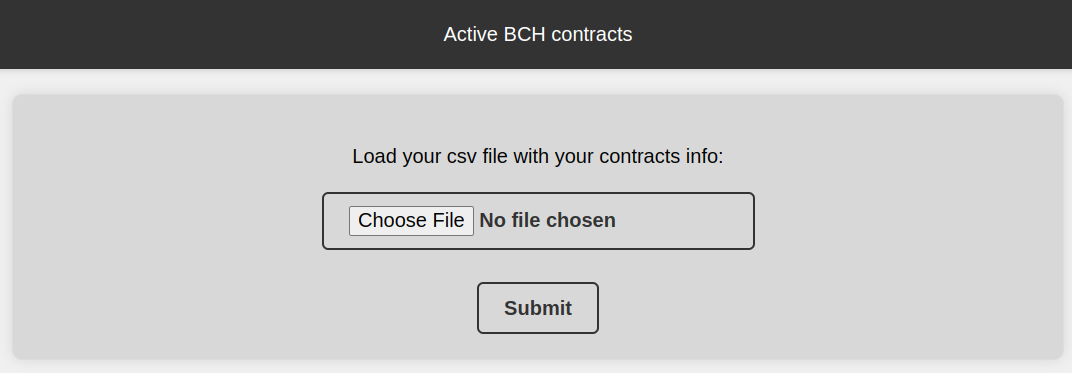 Active BCH contracts
Load your csv file with your contracts info:
Choose File No file chosen
Submit